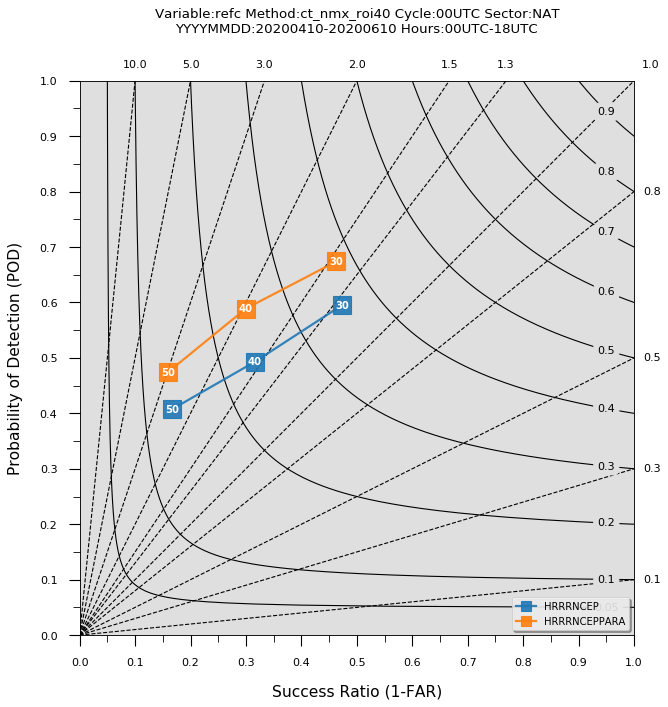 Variable:refc Method:ct_nmx_roi40 Cycle:00UTC Sector:NAT
YYYYMMDD:20200410-20200610 Hours:00UTC-18UTC
10.0 5.0 3.0 2.0 1.5 1.3 1.0
1.0
0.9 0.9
0.8 0.8 0.8
0.7 0.7
30
0.6 40 30 0.6
0.5 50 40 0.5 0.5
0.4 50 0.4
0.3 0.3 0.3
0.2 0.2
0.1 0.1 0.1
HRRRNCEP .05
HRRRNCEPPARA
0.0
0.0 0.1 0.2 0.3 0.4 0.5 0.6 0.7 0.8 0.9 1.0
Probability of Detection (POD)
Success Ratio (1-FAR)